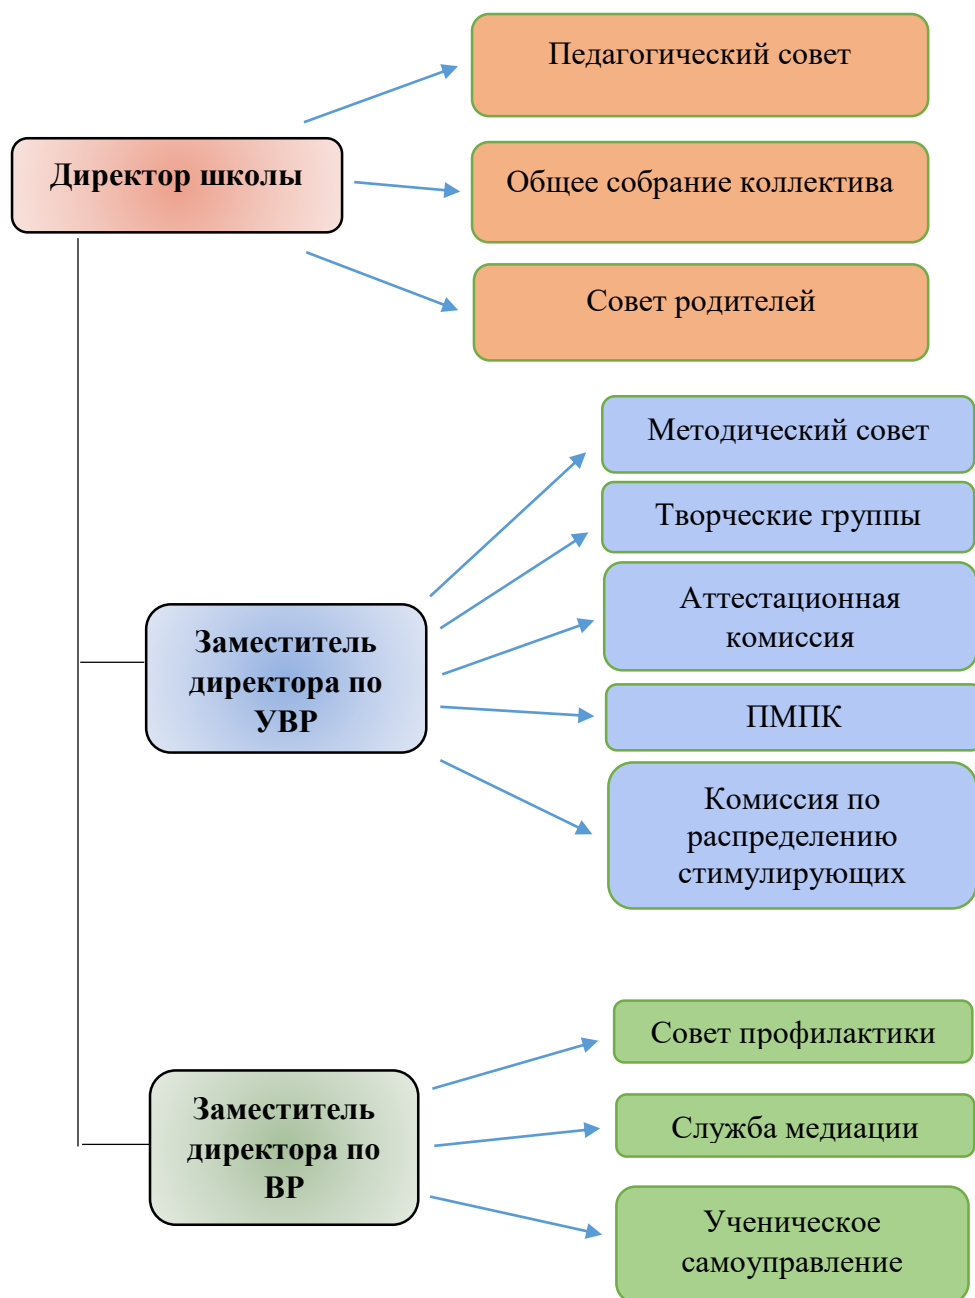 Педагогический совет
Директор школы
Общее собрание коллектива
Совет родителей
Методический совет
Творческие группы
Аттестационная
комиссия
Заместитель
директора по
УВР
ПМПК
Комиссия по
распределению
стимулирующих
Совет профилактики
Заместитель
директора по
ВР
Служба медиации
Ученическое
самоуправление